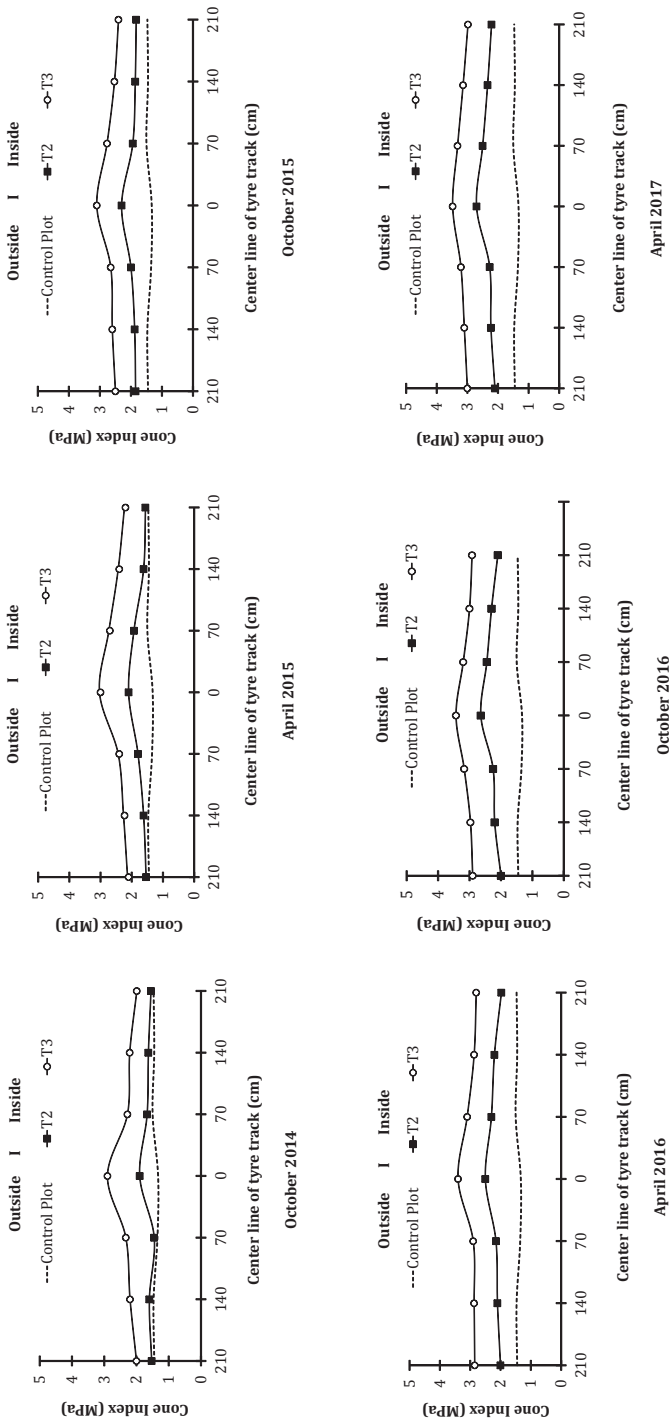 Outside I Inside
Control Plot T2 T3
Cone Index (MPa)
5
4
3
2
1
0
210 140 70 0 70 140 210
Center line of tyre track (cm)
October 2014
Outside I Inside
Control Plot T2 T3
Cone Index (MPa)
5
4
3
2
1
0
210 140 70 0 70 140 210
Center line of tyre track (cm)
April 2015
Outside I Inside
Control Plot T2 T3
Cone Index (MPa)
5
4
3
2
1
0
210 140 70 0 70 140 210
Center line of tyre track (cm)
October 2015
Outside I Inside
Control Plot T2 T3
Cone Index (MPa)
5
4
3
2
1
0
210 140 70 0 70 140 210
Center line of tyre track (cm)
April 2016
Outside I Inside
Control Plot T2 T3
Cone Index (MPa)
5
4
3
2
1
0
210 140 70 0 70 140 210
Center line of tyre track (cm)
October 2016
Outside I Inside
Control Plot T2 T3
Cone Index (MPa)
5
4
3
2
1
0
210 140 70 0 70 140 210
Center line of tyre track (cm)
April 2017